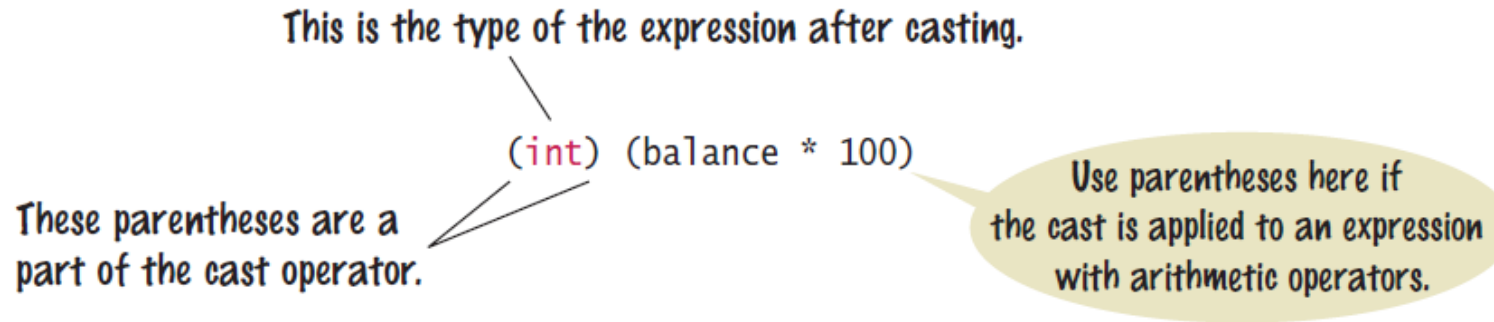 This is the type of the expression after casting.
(int) (balance * 100)
These parentheses are a
part of the cast operator.
Use parentheses here if
the cast is applied to an expression
with arithmetic operators.